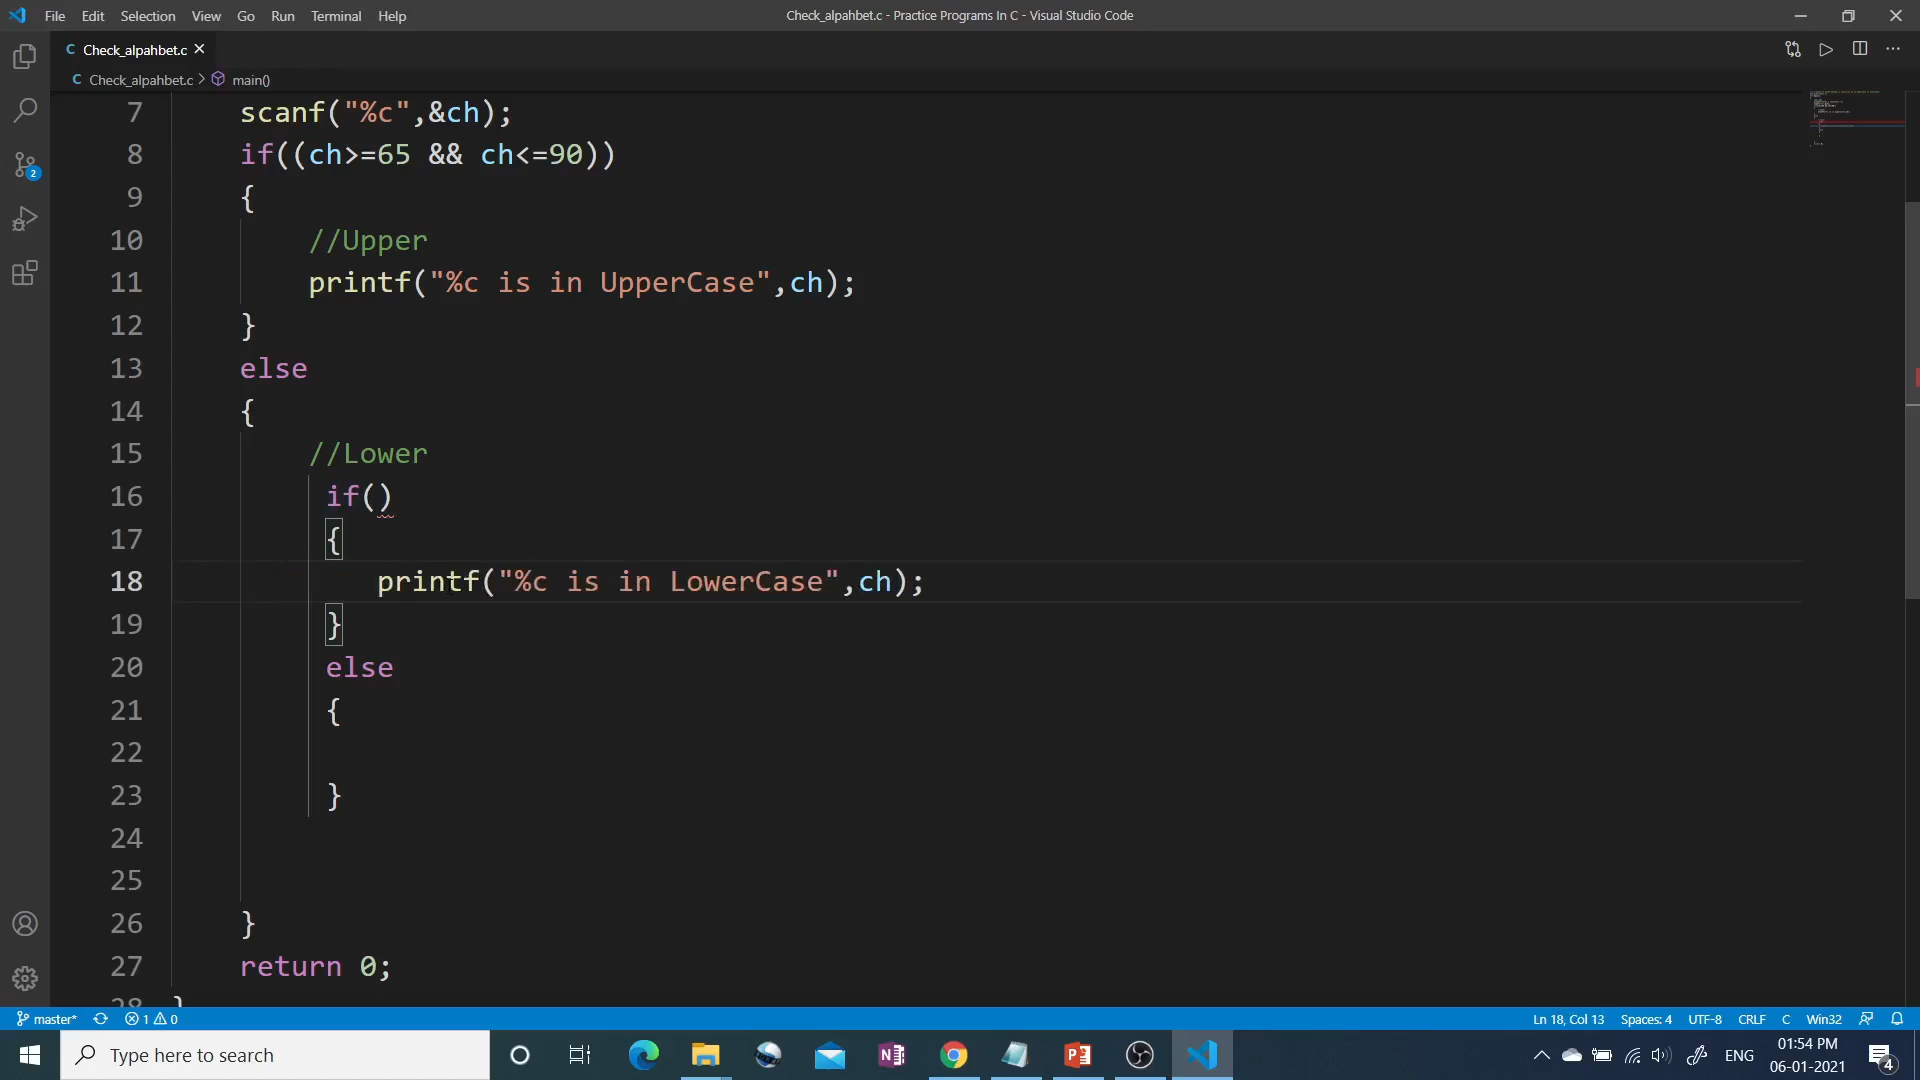 File Edit Selection View Go Run Terminal Help
Check_alpahbet.c - Practice Programs In C - Visual Studio Code
C Check_alpahbet.c
C Check_alpahbet.c > main()
7 scanf("%c",&ch);
8 if((ch>=65 && ch<=90))
9 {
10 //Upper
11 printf("%c is in UpperCase",ch);
12 }
13 else
14 {
15 //Lower
16 if()
17 {
18 printf("%c is in LowerCase",ch);
19 }
20 else
21 {
22
23 }
24
25
26 }
27 return 0;
28 }
2
master* 1 0 Ln 18, Col 13 Spaces: 4 UTF-8 CRLF C Win32
Type here to search
ENG
01:54 PM
06-01-2021
4